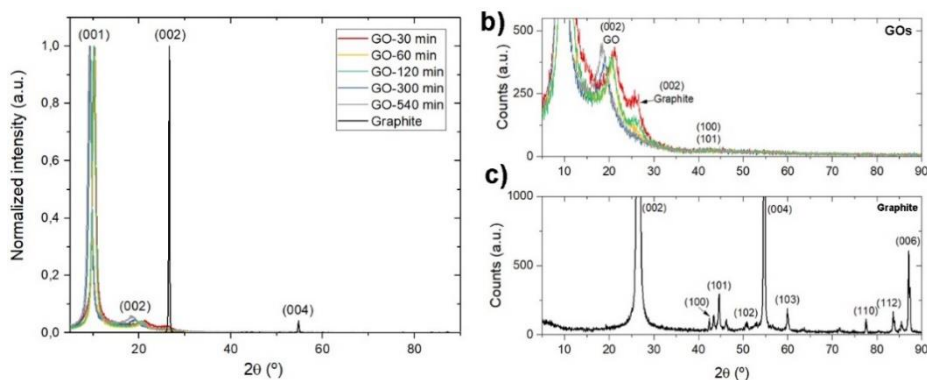 Normalized intensity (a.u.)
1,0
0,8
0,6
0,4
0,2
0,0
(001)
(002)
GO-30 min
GO-60 min
GO-120 min
GO-300 min
GO-540 min
Graphite
(002)
(004)
20
40
60
80
2θ (º)
b)
Counts (a.u.)
500
250
0
(002)
GO
(002)
Graphite
(100)
(101)
GOs
10 20 30 40 50 60 70 80 90
c)
Counts (a.u.)
1000
500
0
Graphite
(002)
(004)
(006)
(100)
(101)
(102)
(103)
(110)
(112)
10 20 30 40 50 60 70 80 90
2θ (º)